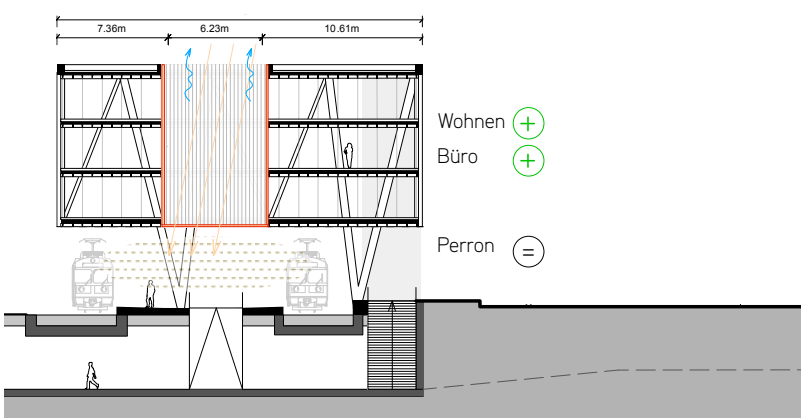 7.36m 6.23m 10.61m
Wohnen +
Büro +
Perron =